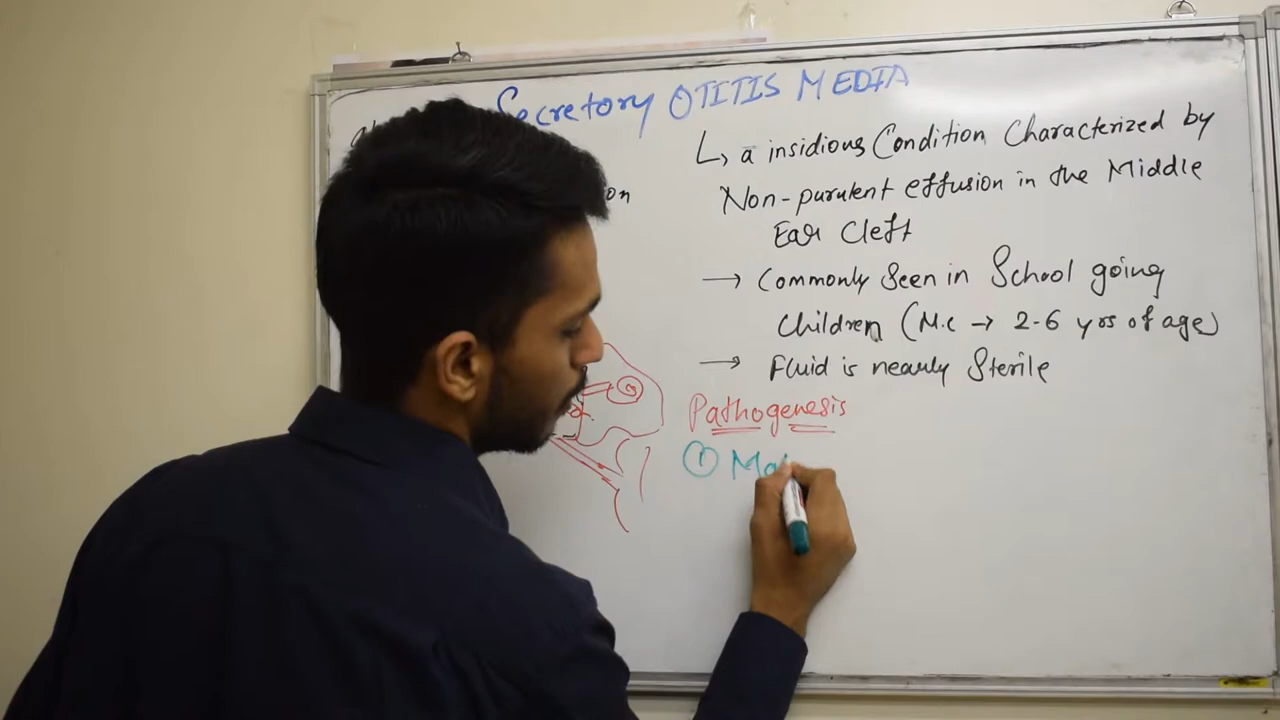 Secretory OTITIS MEDIA
↳ a insidious Condition Characterized by
Non-purulent effusion in the Middle
Ear Cleft
→ Commonly Seen in School going
Children (M.c → 2-6 yrs of age)
→ Fluid is nearly Sterile
Pathogenesis
① Mal